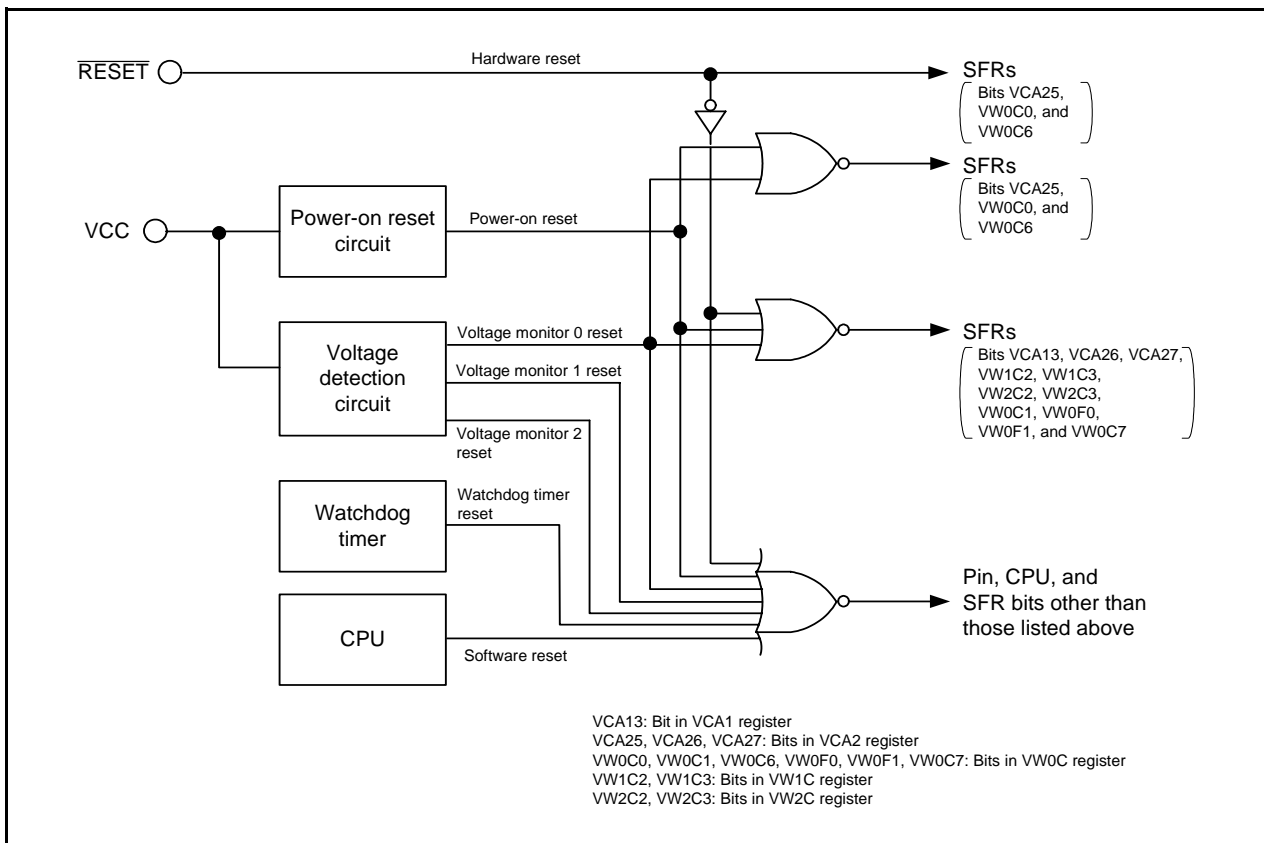 Hardware reset
RESET
SFRs
Bits VCA25,
VW0C0, and
VW0C6
SFRs
Bits VCA25,
VW0C0, and
VW0C6
VCC
Power-on reset
circuit
Power-on reset
Voltage
detection
circuit
Voltage monitor 0 reset
Voltage monitor 1 reset
Voltage monitor 2
reset
SFRs
Bits VCA13, VCA26, VCA27,
VW1C2, VW1C3,
VW2C2, VW2C3,
VW0C1, VW0F0,
VW0F1, and VW0C7
Watchdog
timer
Watchdog timer
reset
CPU
Software reset
Pin, CPU, and
SFR bits other than
those listed above
VCA13: Bit in VCA1 register
VCA25, VCA26, VCA27: Bits in VCA2 register
VW0C0, VW0C1, VW0C6, VW0F0, VW0F1, VW0C7: Bits in VW0C register
VW1C2, VW1C3: Bits in VW1C register
VW2C2, VW2C3: Bits in VW2C register